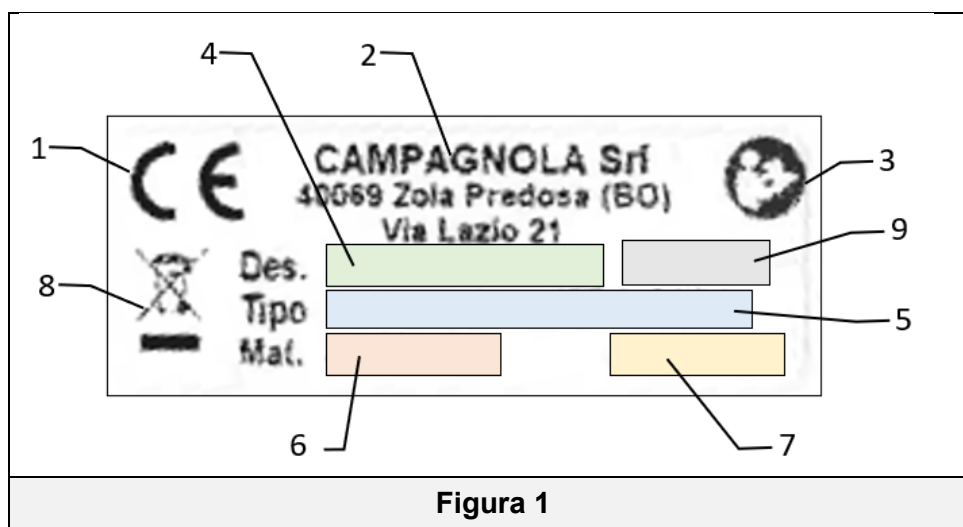 4
2
1
CE
CAMPAGNOLA Srl
3
40069 Zola Predosa (BO)
Via Lazio 21
9
8
Des.
Tipo
5
Mat.
6
7
Figura 1